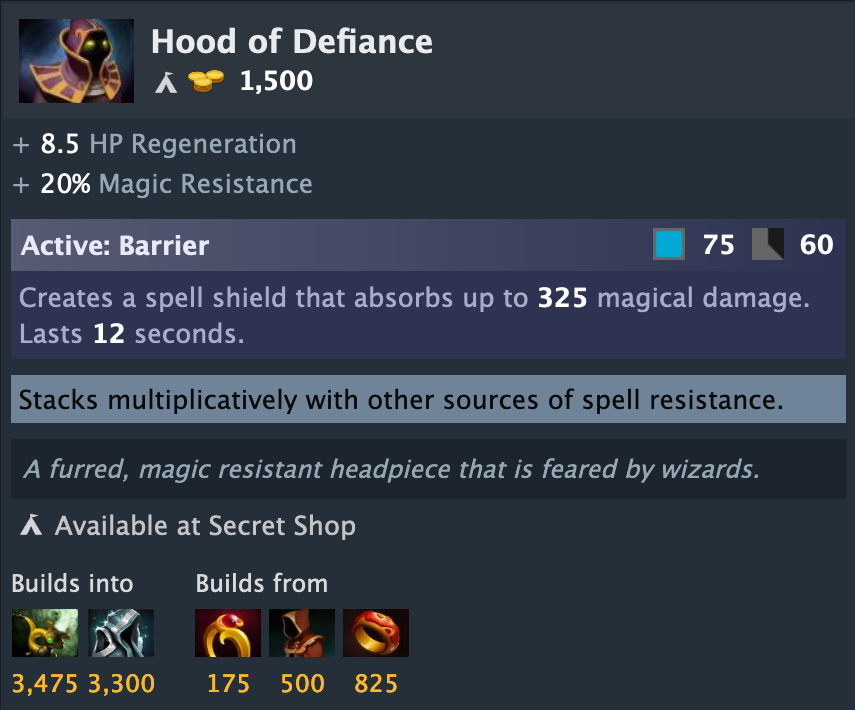 Hood of Defiance
1,500
+ 8.5 HP Regeneration
+ 20% Magic Resistance
Active: Barrier 75 60
Creates a spell shield that absorbs up to 325 magical damage.
Lasts 12 seconds.
Stacks multiplicatively with other sources of spell resistance.
A furred, magic resistant headpiece that is feared by wizards.
Available at Secret Shop
Builds into Builds from
3,475 3,300 175 500 825